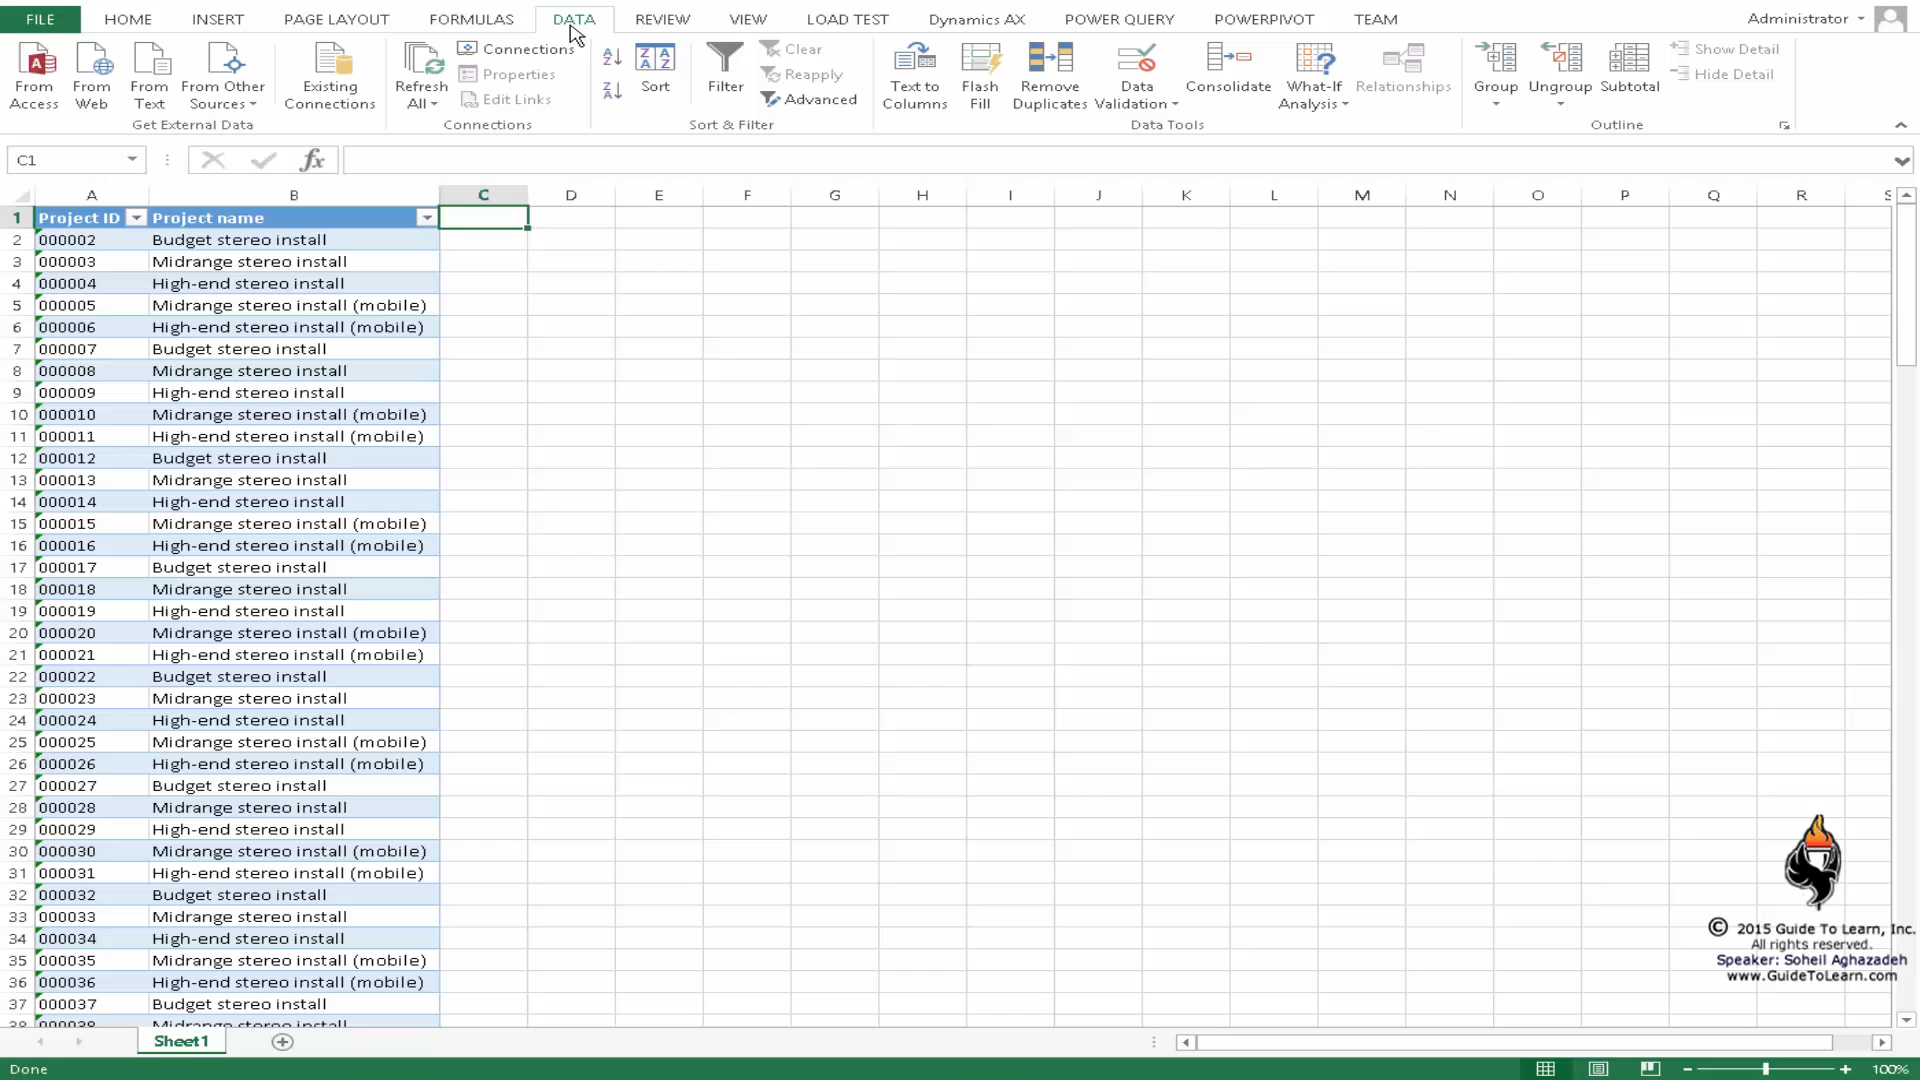 FILE HOME INSERT PAGE LAYOUT FORMULAS DATA REVIEW VIEW LOAD TEST Dynamics AX POWER QUERY POWERPIVOT TEAM Administrator
From Access
From Web
From Text
From Other Sources
Get External Data
Existing Connections
Refresh All
Connections
Properties
Edit Links
Connections
Sort
Filter
Clear
Reapply
Advanced
Sort & Filter
Text to Columns
Flash Fill
Remove Duplicates
Data Validation
Consolidate
What-If Analysis
Relationships
Data Tools
Group
Ungroup
Subtotal
Show Detail
Hide Detail
Outline
C1 fx
A B C D E F G H I J K L M N O P Q R S
1 Project ID Project name
2 000002 Budget stereo install
3 000003 Midrange stereo install
4 000004 High-end stereo install
5 000005 Midrange stereo install (mobile)
6 000006 High-end stereo install (mobile)
7 000007 Budget stereo install
8 000008 Midrange stereo install
9 000009 High-end stereo install
10 000010 Midrange stereo install (mobile)
11 000011 High-end stereo install (mobile)
12 000012 Budget stereo install
13 000013 Midrange stereo install
14 000014 High-end stereo install
15 000015 Midrange stereo install (mobile)
16 000016 High-end stereo install (mobile)
17 000017 Budget stereo install
18 000018 Midrange stereo install
19 000019 High-end stereo install
20 000020 Midrange stereo install (mobile)
21 000021 High-end stereo install (mobile)
22 000022 Budget stereo install
23 000023 Midrange stereo install
24 000024 High-end stereo install
25 000025 Midrange stereo install (mobile)
26 000026 High-end stereo install (mobile)
27 000027 Budget stereo install
28 000028 Midrange stereo install
29 000029 High-end stereo install
30 000030 Midrange stereo install (mobile)
31 000031 High-end stereo install (mobile)
32 000032 Budget stereo install
33 000033 Midrange stereo install
34 000034 High-end stereo install
35 000035 Midrange stereo install (mobile)
36 000036 High-end stereo install (mobile)
37 000037 Budget stereo install
38 000038 Midrange stereo install
© 2015 Guide To Learn, Inc.
All rights reserved.
Speaker: Soheil Aghazadeh
www.GuideToLearn.com
Sheet1
Done 100%